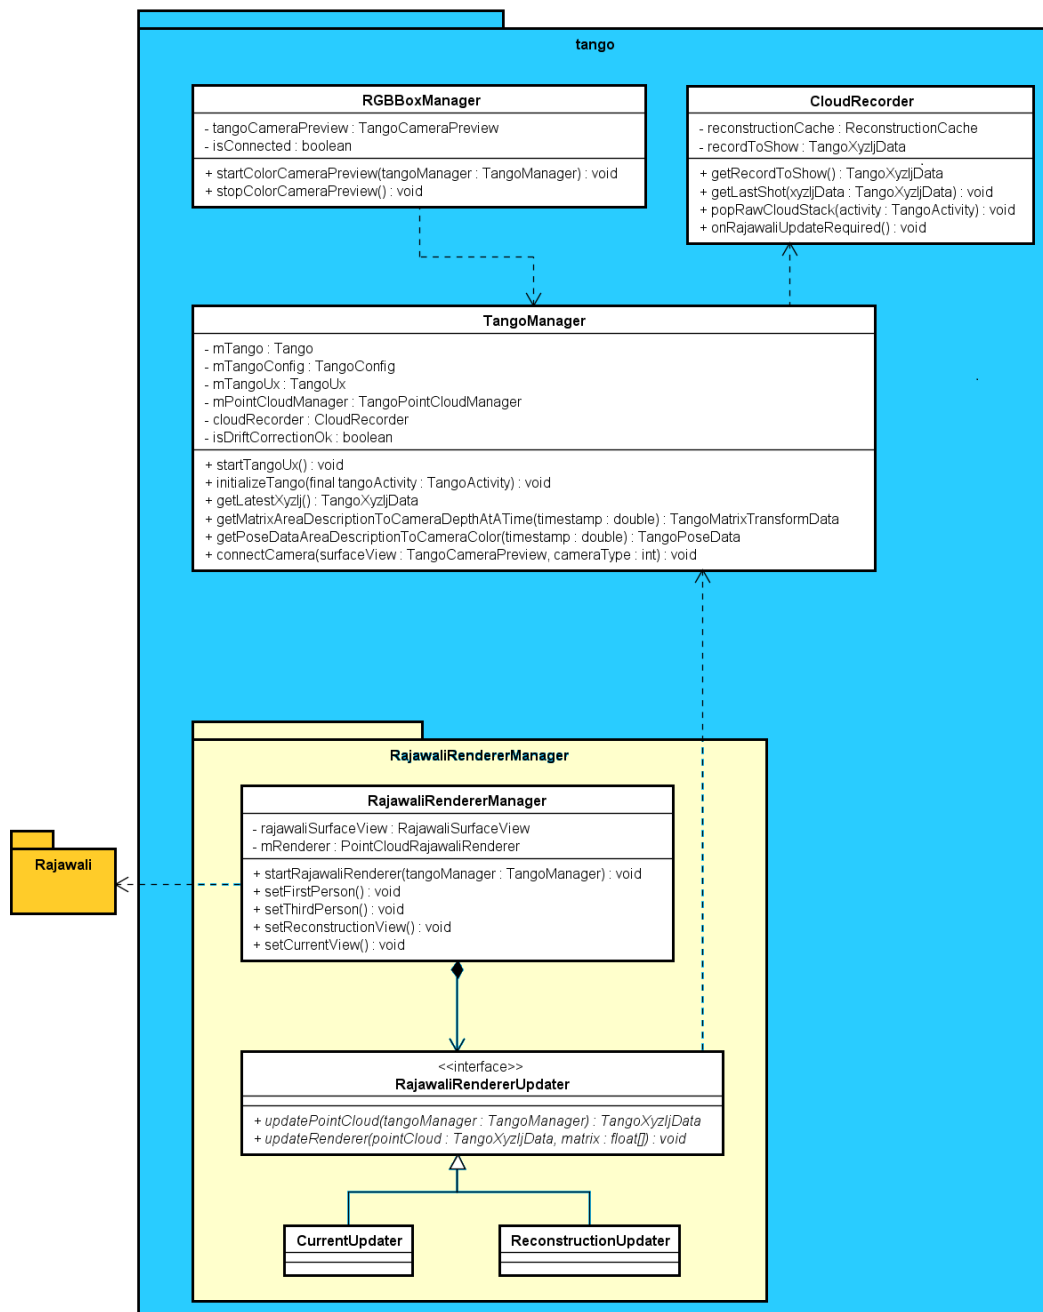 tango
RGBBoxManager
- tangoCameraPreview : TangoCameraPreview
- isConnected : boolean
+ startColorCameraPreview(tangoManager : TangoManager) : void
+ stopColorCameraPreview() : void
CloudRecorder
- reconstructionCache : ReconstructionCache
- recordToShow : TangoXyzIjData
+ getRecordToShow() : TangoXyzIjData
+ getLastShot(xyzIjData : TangoXyzIjData) : void
+ popRawCloudStack(activity : TangoActivity) : void
+ onRajawaliUpdateRequired() : void
TangoManager
- mTango : Tango
- mTangoConfig : TangoConfig
- mTangoUx : TangoUx
- mPointCloudManager : TangoPointCloudManager
- cloudRecorder : CloudRecorder
- isDriftCorrectionOk : boolean
+ startTangoUx() : void
+ initializeTango(final tangoActivity : TangoActivity) : void
+ getLatestXyzIj() : TangoXyzIjData
+ getMatrixAreaDescriptionToCameraDepthAtATime(timestamp : double) : TangoMatrixTransformData
+ getPoseDataAreaDescriptionToCameraColor(timestamp : double) : TangoPoseData
+ connectCamera(surfaceView : TangoCameraPreview, cameraType : int) : void
RajawaliRendererManager
RajawaliRendererManager
- rajawaliSurfaceView : RajawaliSurfaceView
- mRenderer : PointCloudRajawaliRenderer
+ startRajawaliRenderer(tangoManager : TangoManager) : void
+ setFirstPerson() : void
+ setThirdPerson() : void
+ setReconstructionView() : void
+ setCurrentView() : void
Rajawali
<<interface>>
RajawaliRendererUpdater
+ updatePointCloud(tangoManager : TangoManager) : TangoXyzIjData
+ updateRenderer(pointCloud : TangoXyzIjData, matrix : float[]) : void
CurrentUpdater
ReconstructionUpdater